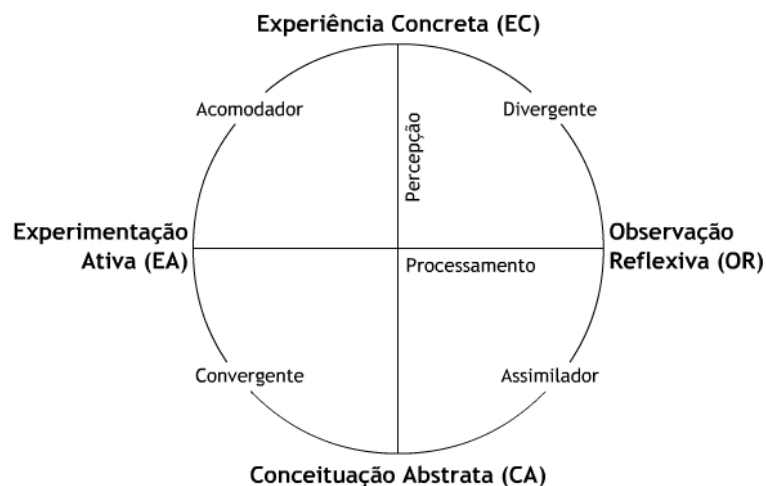 Experiência Concreta (EC)
Acomodador
Divergente
Percepção
Experimentação
Ativa (EA)
Observação
Reflexiva (OR)
Processamento
Convergente
Assimilador
Conceituação Abstrata (CA)